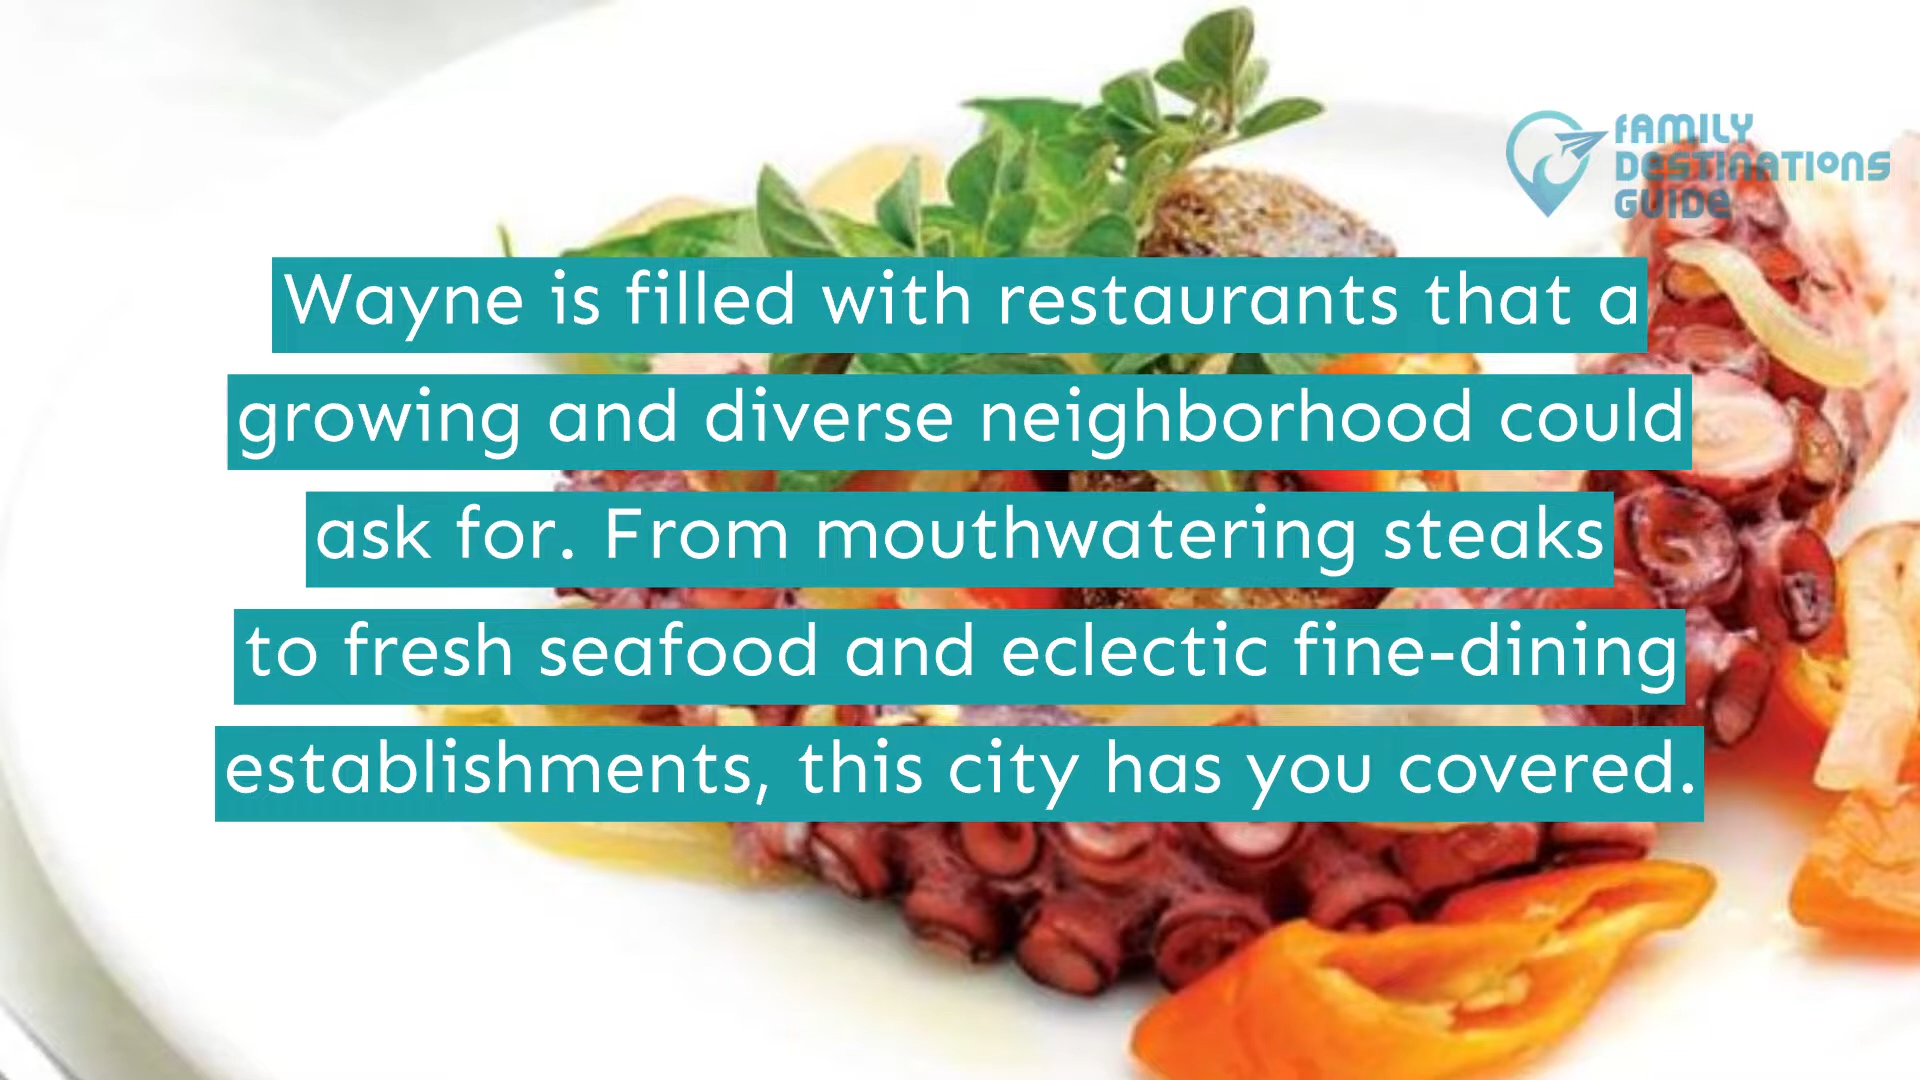 FAMILY
DESTINATIONS
GUIDE
Wayne is filled with restaurants that a
growing and diverse neighborhood could
ask for. From mouthwatering steaks
to fresh seafood and eclectic fine-dining
establishments, this city has you covered.